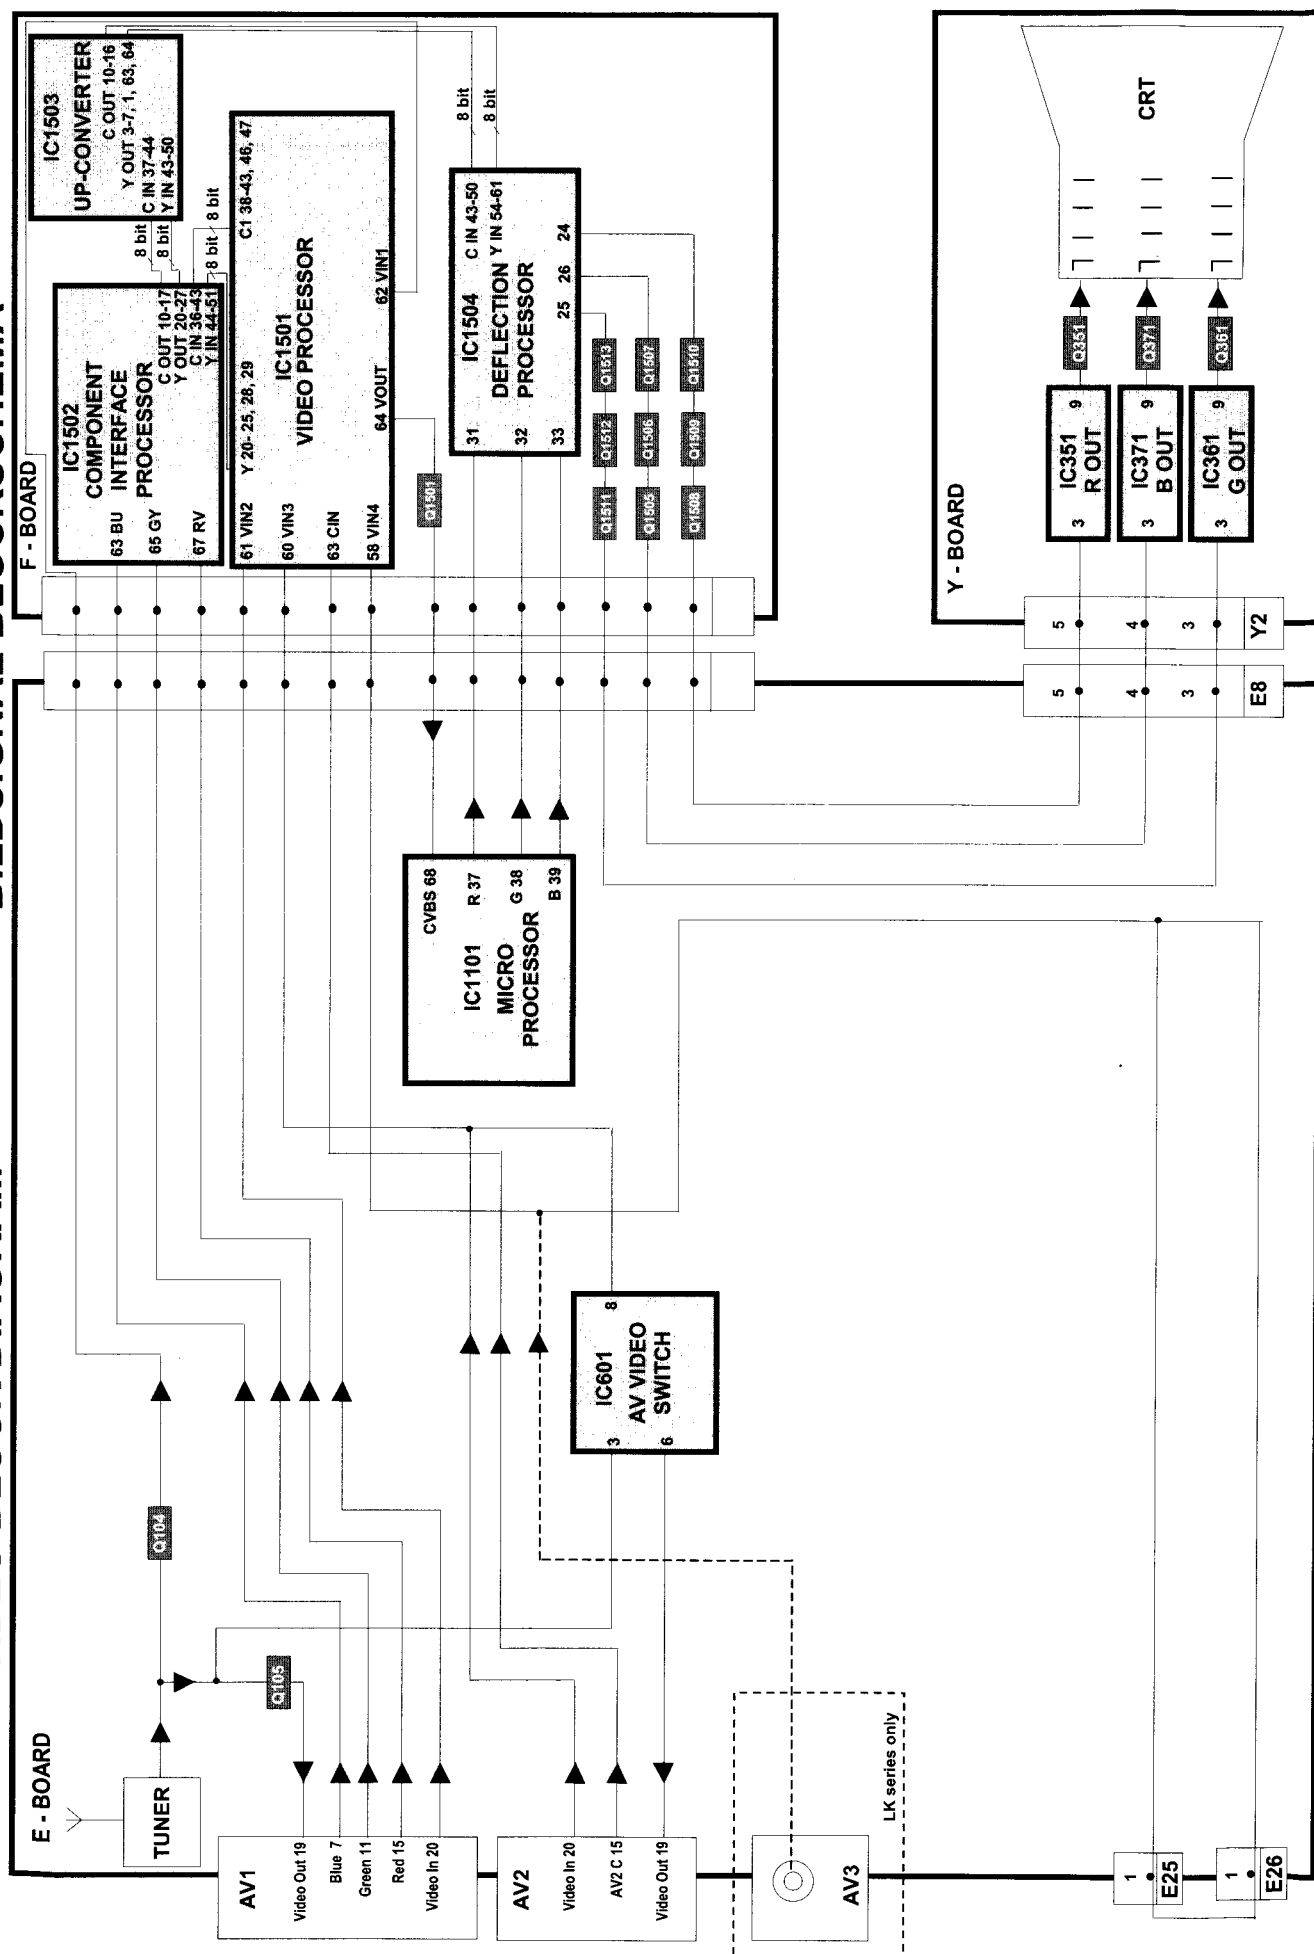 E - BOARD
TUNER
Q104
Q105
AV1
Video Out 19
Blue 7
Green 11
Red 15
Video In 20
AV2
Video In 20
AV2 C 15
Video Out 19
AV3
LK series only
1
E25
1
E26
IC601
AV VIDEO
SWITCH
3
6
8
IC1101
MICRO
PROCESSOR
CVBS 68
R 37
G 38
B 39
F - BOARD
IC1502
COMPONENT
INTERFACE
PROCESSOR
63 BU
65 GY
67 RV
C OUT 10-17
Y OUT 20-27
C IN 36-43
Y IN 44-51
8 bit
8 bit
8 bit
8 bit
IC1503
UP-CONVERTER
C OUT 10-16
Y OUT 3-7, 1, 63, 64
C IN 37-44
Y IN 43-50
IC1501
VIDEO PROCESSOR
Y 20- 25, 28, 29
C1 38-43, 46, 47
61 VIN2
60 VIN3
63 CIN
58 VIN4
64 VOUT
62 VIN1
Q1501
8 bit
8 bit
IC1504
DEFLECTION
PROCESSOR
C IN 43-50
Y IN 54-61
31
32
33
25
26
24
Q1511
Q1512
Q1513
Q1505
Q1506
Q1507
Q1508
Q1509
Q1510
Y - BOARD
5
4
3
E8
5
4
3
Y2
IC351
R OUT
3
9
IC371
B OUT
3
9
IC361
G OUT
3
9
Q351
Q371
Q361
CRT